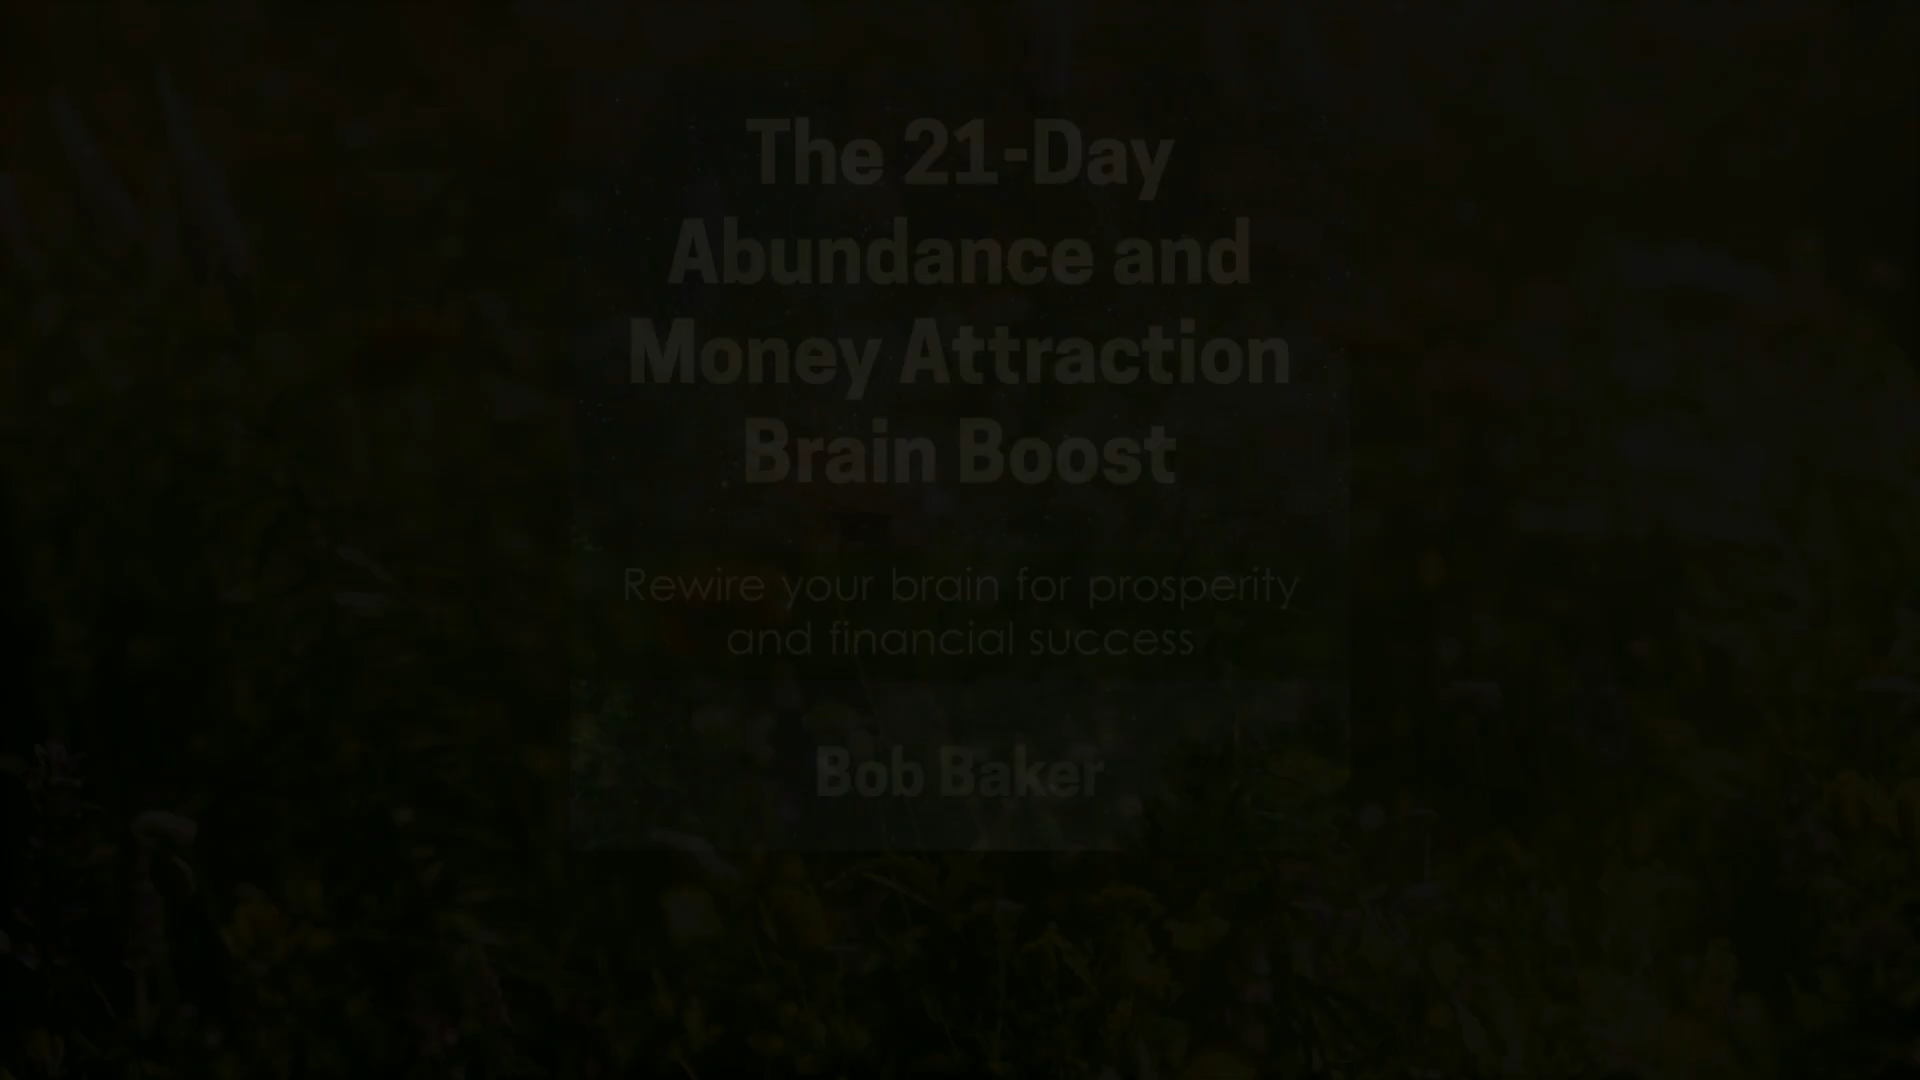 The 21-Day
Abundance and
Money Attraction
Brain Boost
Rewire your brain for prosperity
and financial success
Bob Baker